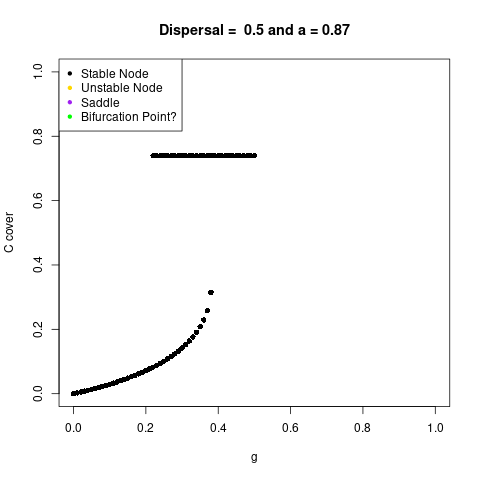 Dispersal = 0.5 and a = 0.87
Stable Node
Unstable Node
Saddle
Bifurcation Point?
1.0
0.8
0.6
0.4
0.2
0.0
C cover
0.0 0.2 0.4 0.6 0.8 1.0
g